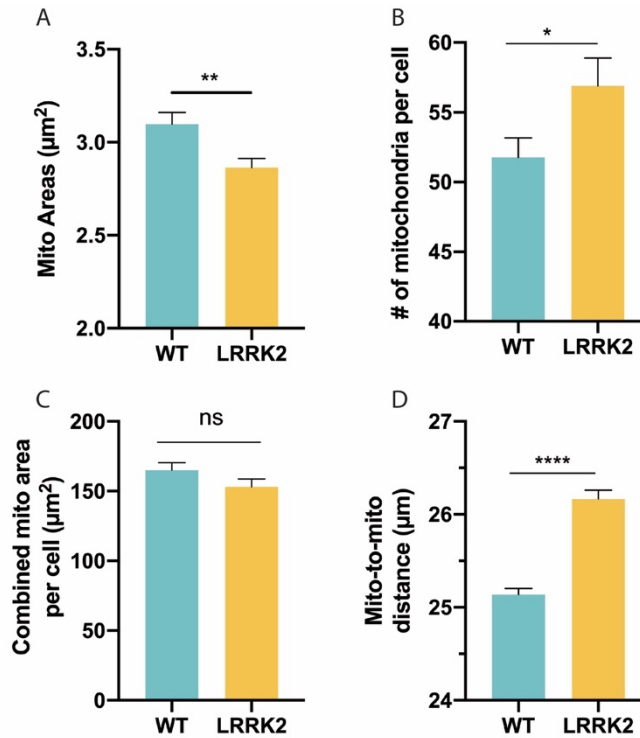 A
Mito Areas (µm²)
3.5
3.0
2.5
2.0
**
WT LRRK2
B
# of mitochondria per cell
60
55
50
45
40
*
WT LRRK2
C
Combined mito area
per cell (µm²)
200
150
100
50
0
ns
WT LRRK2
D
Mito-to-mito
distance (µm)
27
26
25
24
****
WT LRRK2